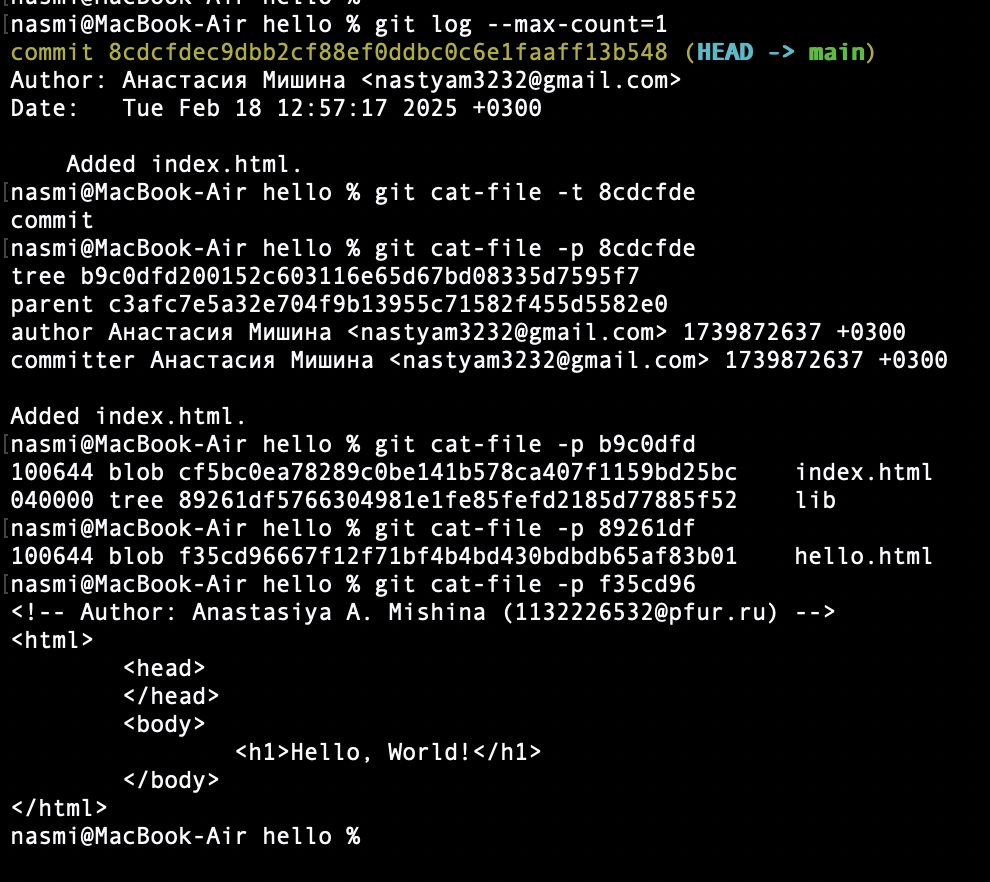 nasmi@MacBook-Air hello %
nasmi@MacBook-Air hello % git log --max-count=1
commit 8cdcfdec9dbb2cf88ef0ddbc0c6e1faaff13b548 (HEAD -> main)
Author: Анастасия Мишина <nastyam3232@gmail.com>
Date:   Tue Feb 18 12:57:17 2025 +0300

    Added index.html.
nasmi@MacBook-Air hello % git cat-file -t 8cdcfde
commit
nasmi@MacBook-Air hello % git cat-file -p 8cdcfde
tree b9c0dfd200152c603116e65d67bd08335d7595f7
parent c3afc7e5a32e704f9b13955c71582f455d5582e0
author Анастасия Мишина <nastyam3232@gmail.com> 1739872637 +0300
committer Анастасия Мишина <nastyam3232@gmail.com> 1739872637 +0300

Added index.html.
nasmi@MacBook-Air hello % git cat-file -p b9c0dfd
100644 blob cf5bc0ea78289c0be141b578ca407f1159bd25bc    index.html
040000 tree 89261df5766304981e1fe85fefd2185d77885f52    lib
nasmi@MacBook-Air hello % git cat-file -p 89261df
100644 blob f35cd96667f12f71bf4b4bd430bdbdb65af83b01    hello.html
nasmi@MacBook-Air hello % git cat-file -p f35cd96
<!-- Author: Anastasiya A. Mishina (1132226532@pfur.ru) -->
<html>
        <head>
        </head>
        <body>
                <h1>Hello, World!</h1>
        </body>
</html>
nasmi@MacBook-Air hello %